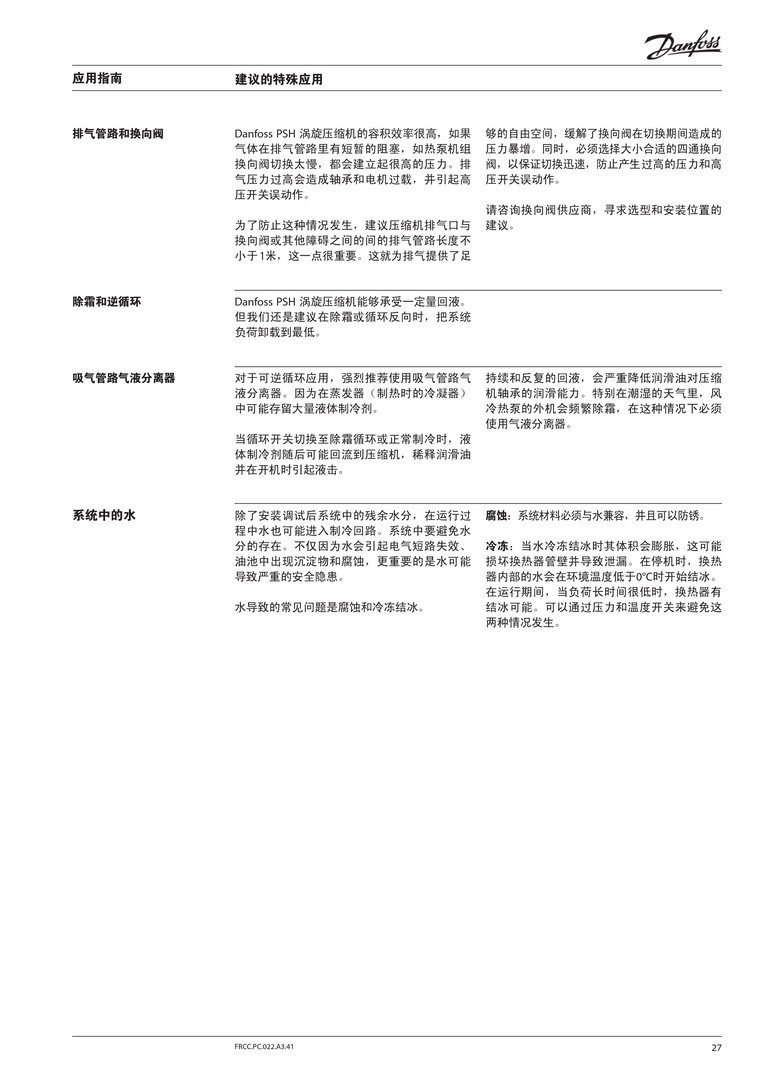 Danfoss
应用指南
建议的特殊应用
排气管路和换向阀
Danfoss PSH 涡旋压缩机的容积效率很高，如果
气体在排气管路里有短暂的阻塞，如热泵机组
换向阀切换太慢，都会建立起很高的压力。排
气压力过高会造成轴承和电机过载，并引起高
压开关误动作。
为了防止这种情况发生，建议压缩机排气口与
换向阀或其他障碍之间的间的排气管路长度不
小于1米，这一点很重要。这就为排气提供了足
够的自由空间，缓解了换向阀在切换期间造成的
压力暴增。同时，必须选择大小合适的四通换向
阀，以保证切换迅速，防止产生过高的压力和高
压开关误动作。
请咨询换向阀供应商，寻求选型和安装位置的
建议。
除霜和逆循环
Danfoss PSH 涡旋压缩机能够承受一定量回液。
但我们还是建议在除霜或循环反向时，把系统
负荷卸载到最低。
吸气管路气液分离器
对于可逆循环应用，强烈推荐使用吸气管路气
液分离器。因为在蒸发器（制热时的冷凝器）
中可能存留大量液体制冷剂。
当循环开关切换至除霜循环或正常制冷时，液
体制冷剂随后可能回流到压缩机，稀释润滑油
并在开机时引起液击。
持续和反复的回液，会严重降低润滑油对压缩
机轴承的润滑能力。特别在潮湿的天气里，风
冷热泵的外机会频繁除霜，在这种情况下必须
使用气液分离器。
系统中的水
除了安装调试后系统中的残余水分，在运行过
程中水也可能进入制冷回路。系统中要避免水
分的存在。不仅因为水会引起电气短路失效、
油池中出现沉淀物和腐蚀，更重要的是水可能
导致严重的安全隐患。
水导致的常见问题是腐蚀和冷冻结冰。
腐蚀：系统材料必须与水兼容，并且可以防锈。
冷冻：当水冷冻结冰时其体积会膨胀，这可能
损坏换热器管壁并导致泄漏。在停机时，换热
器内部的水会在环境温度低于0℃时开始结冰。
在运行期间，当负荷长时间很低时，换热器有
结冰可能。可以通过压力和温度开关来避免这
两种情况发生。
FRCC.PC.022.A3.41
27